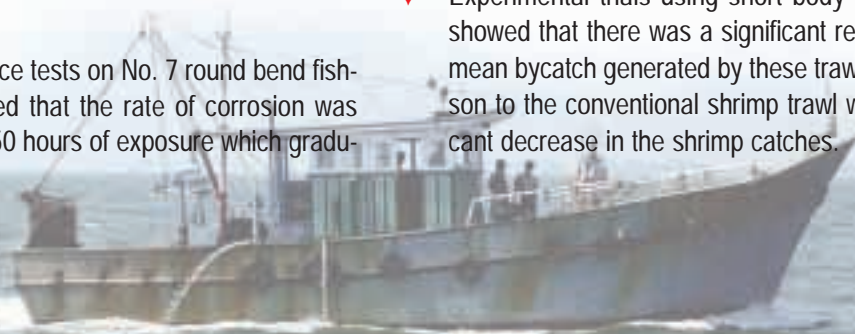 ce tests on No. 7 round bend fish-
ed that the rate of corrosion was
50 hours of exposure which gradu-
Experimental trials using short body
showed that there was a significant re
mean bycatch generated by these traw
son to the conventional shrimp trawl w
cant decrease in the shrimp catches.